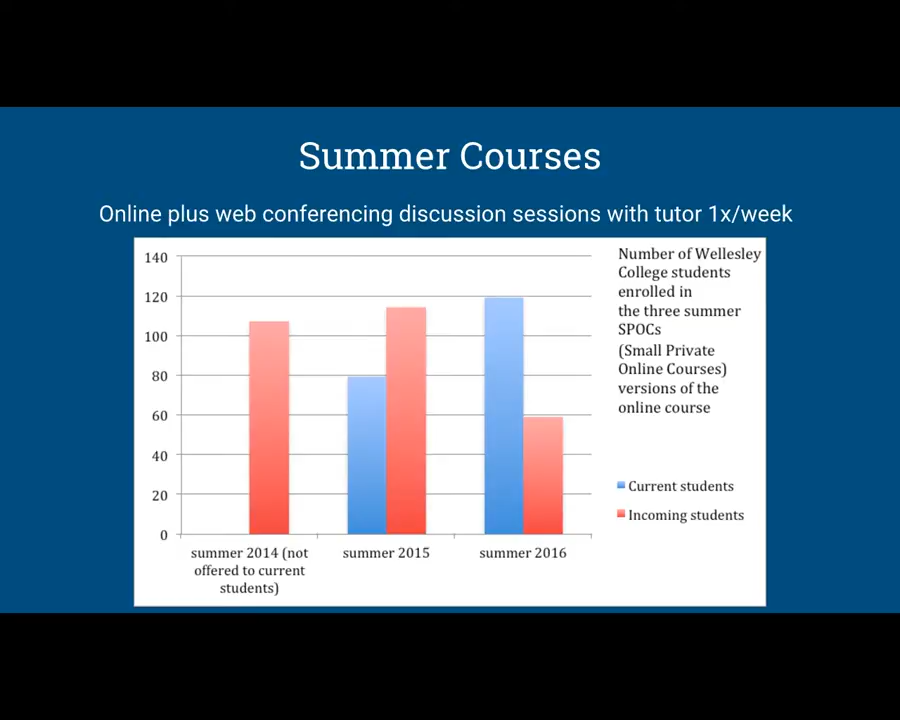 Summer Courses
Online plus web conferencing discussion sessions with tutor 1x/week
140
120
100
80
60
40
20
0
summer 2014 (not
offered to current
students)
summer 2015
summer 2016
Number of Wellesley
College students
enrolled in
the three summer
SPOCs
(Small Private
Online Courses)
versions of the
online course
Current students
Incoming students